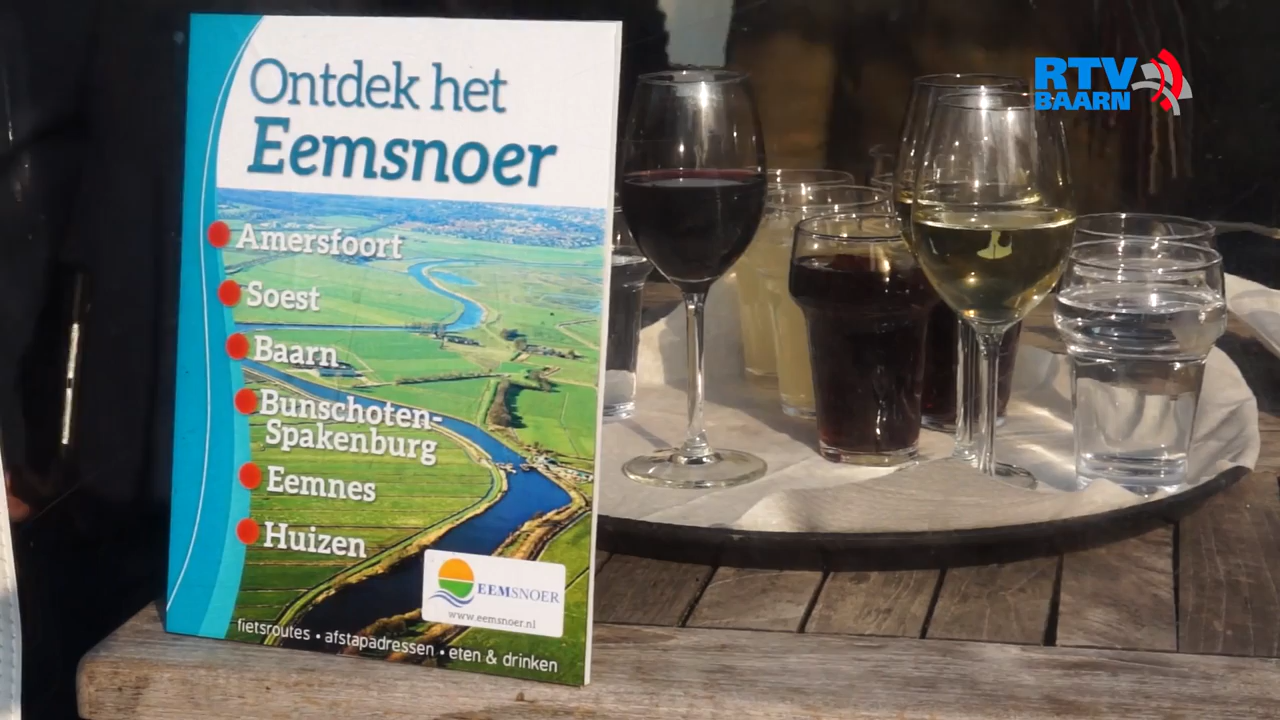 Ontdek het
Eemsnoer
Amersfoort
Soest
Baarn
Bunschoten-
Spakenburg
Eemnes
Huizen
EEMSNOER
www.eemsnoer.nl
fietsroutes • afstapadressen • eten & drinken
RTV
BAARN